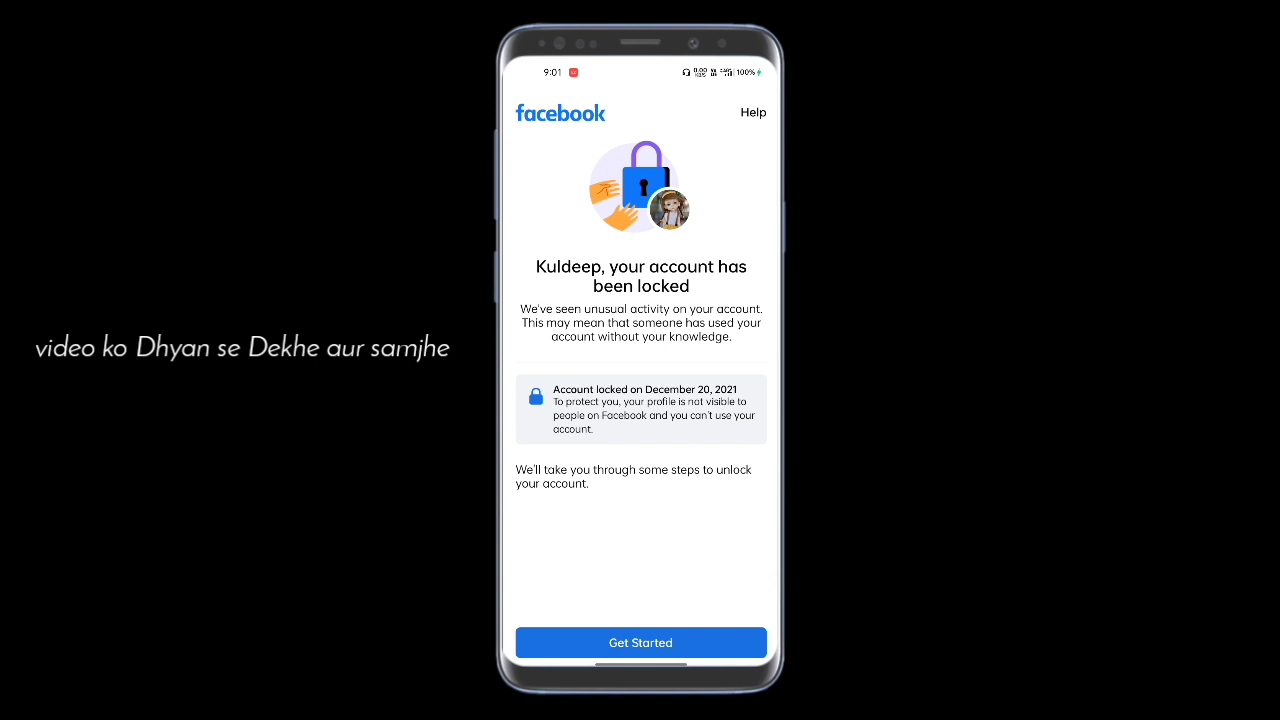 9:01
100%
facebook
Help
Kuldeep, your account has
been locked
We've seen unusual activity on your account.
This may mean that someone has used your
account without your knowledge.
video ko Dhyan se Dekhe aur samjhe
Account locked on December 20, 2021
To protect you, your profile is not visible to
people on Facebook and you can't use your
account.
We'll take you through some steps to unlock
your account.
Get Started